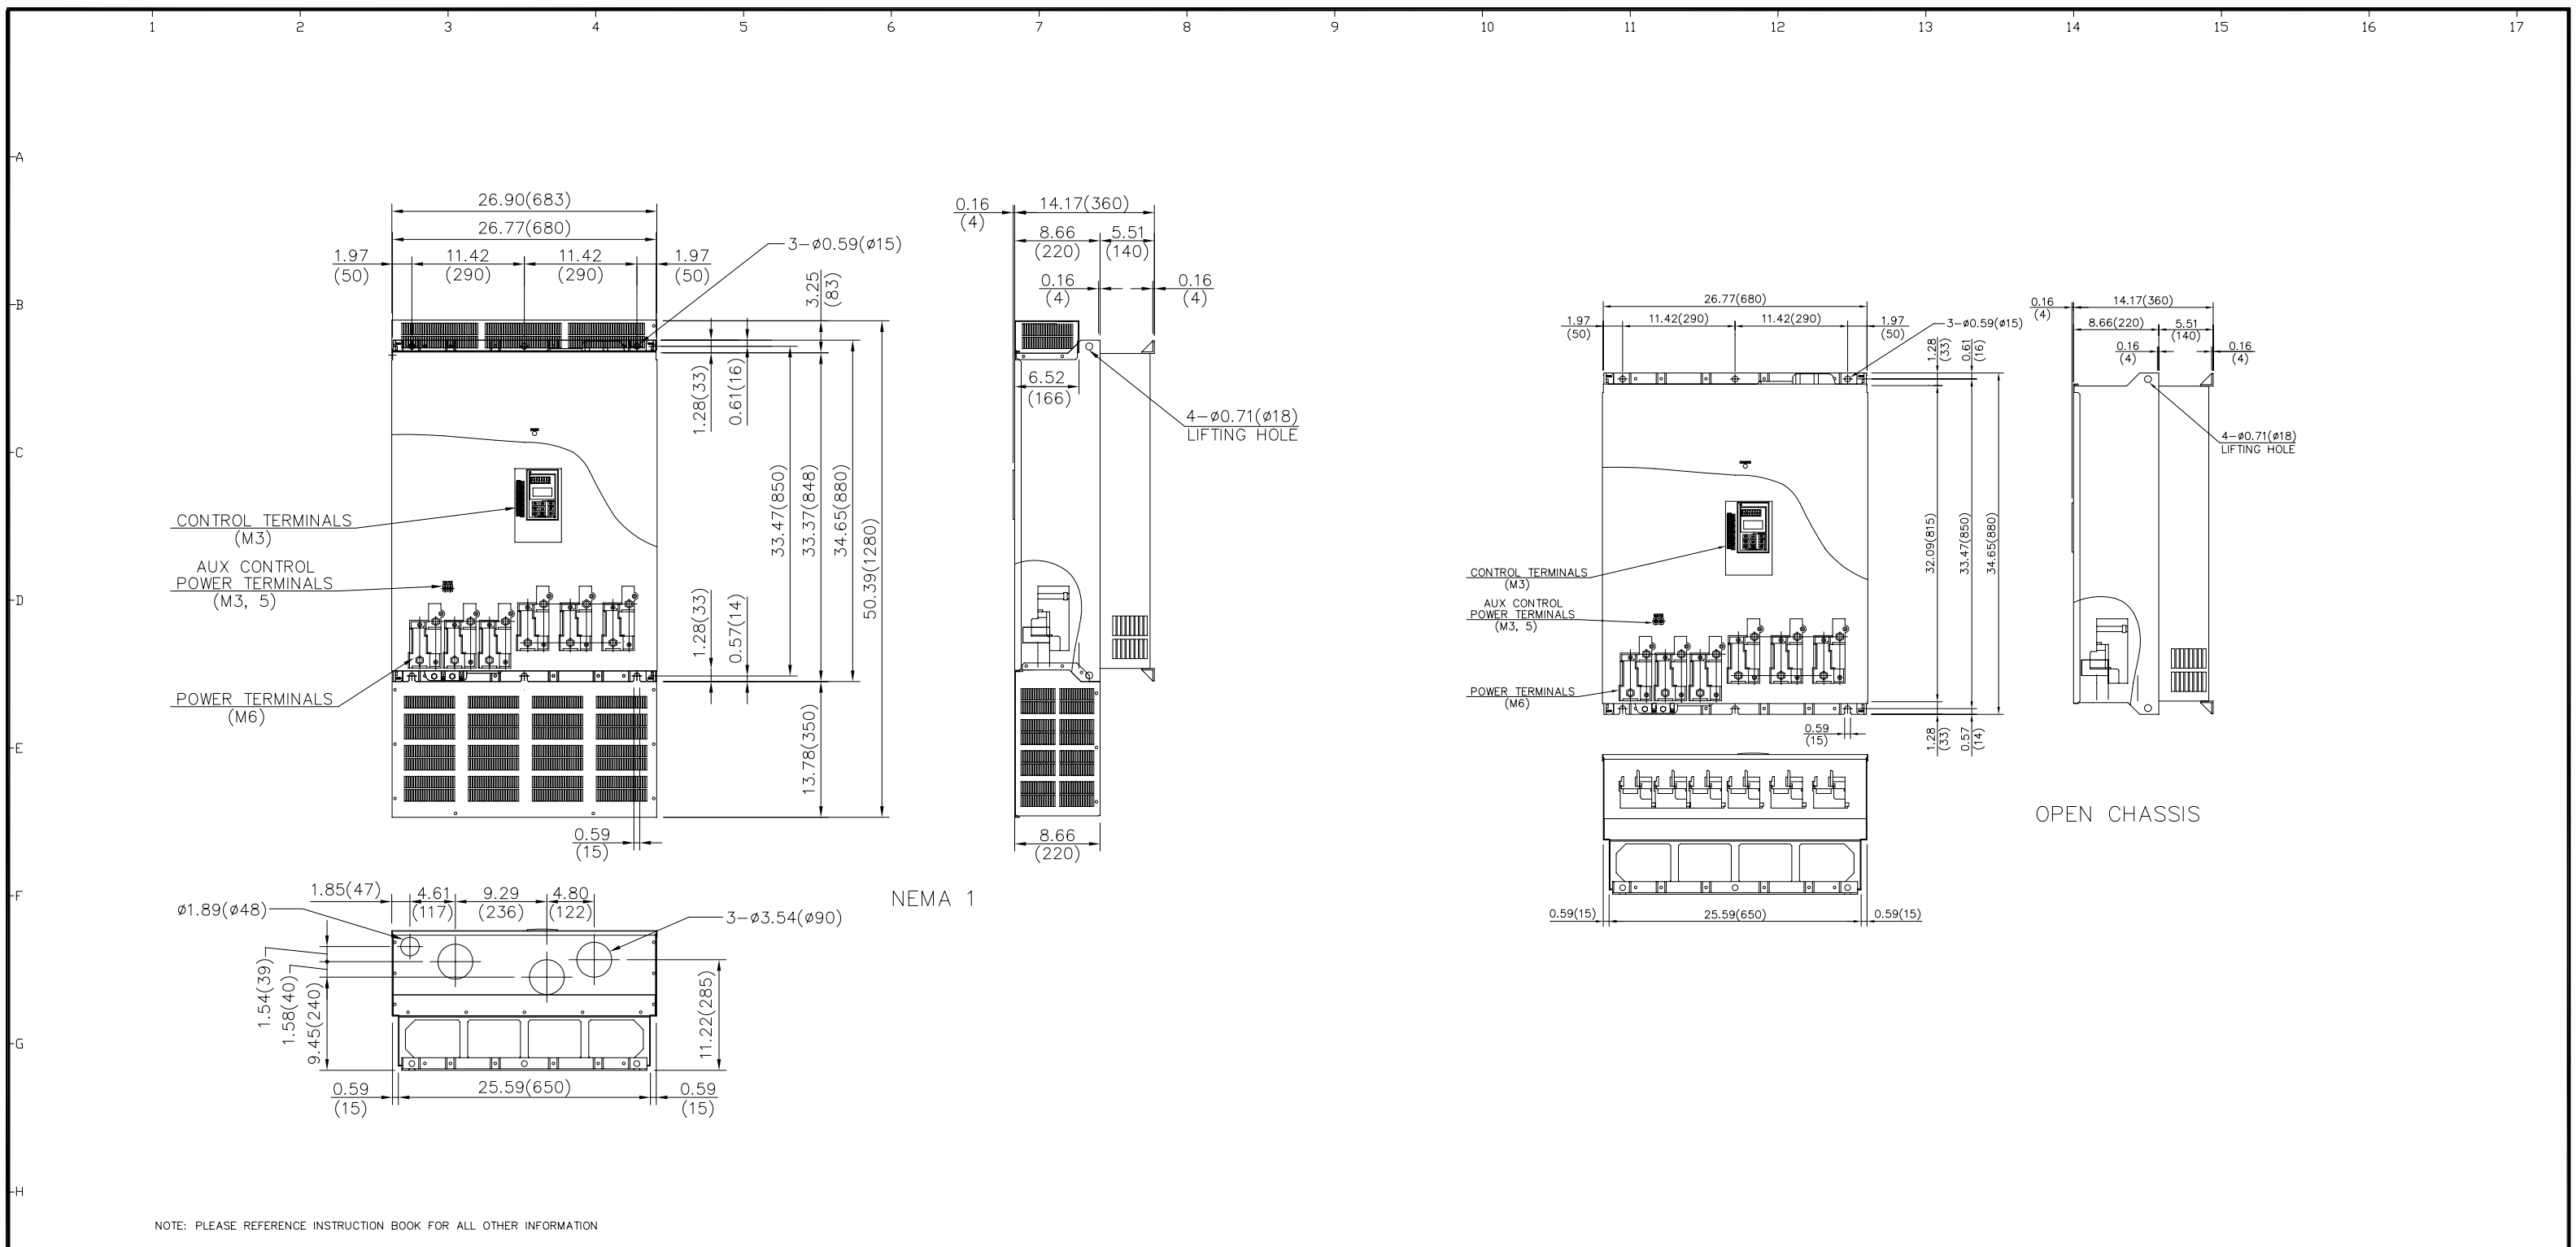 1 2 3 4 5 6 7 8 9 10 11 12 13 14 15 16 17
A
B
C
D
E
F
G
H
26.90(683)
26.77(680)
1.97
(50)
11.42
(290)
11.42
(290)
1.97
(50)
3-ø0.59(ø15)
3.25
(83)
1.28(33)
0.61(16)
33.47(850)
33.37(848)
34.65(880)
50.39(1280)
1.28(33)
0.57(14)
13.78(350)
0.59
(15)
CONTROL TERMINALS
(M3)
AUX CONTROL
POWER TERMINALS
(M3, 5)
POWER TERMINALS
(M6)
0.16
(4)
14.17(360)
8.66
(220)
5.51
(140)
0.16
(4)
0.16
(4)
6.52
(166)
4-ø0.71(ø18)
LIFTING HOLE
8.66
(220)
NEMA 1
1.85(47)
4.61
(117)
9.29
(236)
4.80
(122)
ø1.89(ø48)
3-ø3.54(ø90)
1.54(39)
1.58(40)
9.45(240)
11.22(285)
0.59
(15)
25.59(650)
0.59
(15)
26.77(680)
1.97
(50)
11.42(290)
11.42(290)
1.97
(50)
3-ø0.59(ø15)
1.28
(33)
0.61
(16)
32.09(815)
33.47(850)
34.65(880)
CONTROL TERMINALS
(M3)
AUX CONTROL
POWER TERMINALS
(M3, 5)
POWER TERMINALS
(M6)
0.59
(15)
1.28
(33)
0.57
(14)
0.16
(4)
14.17(360)
8.66(220)
5.51
(140)
0.16
(4)
0.16
(4)
4-ø0.71(ø18)
LIFTING HOLE
OPEN CHASSIS
0.59(15)
25.59(650)
0.59(15)
NOTE: PLEASE REFERENCE INSTRUCTION BOOK FOR ALL OTHER INFORMATION